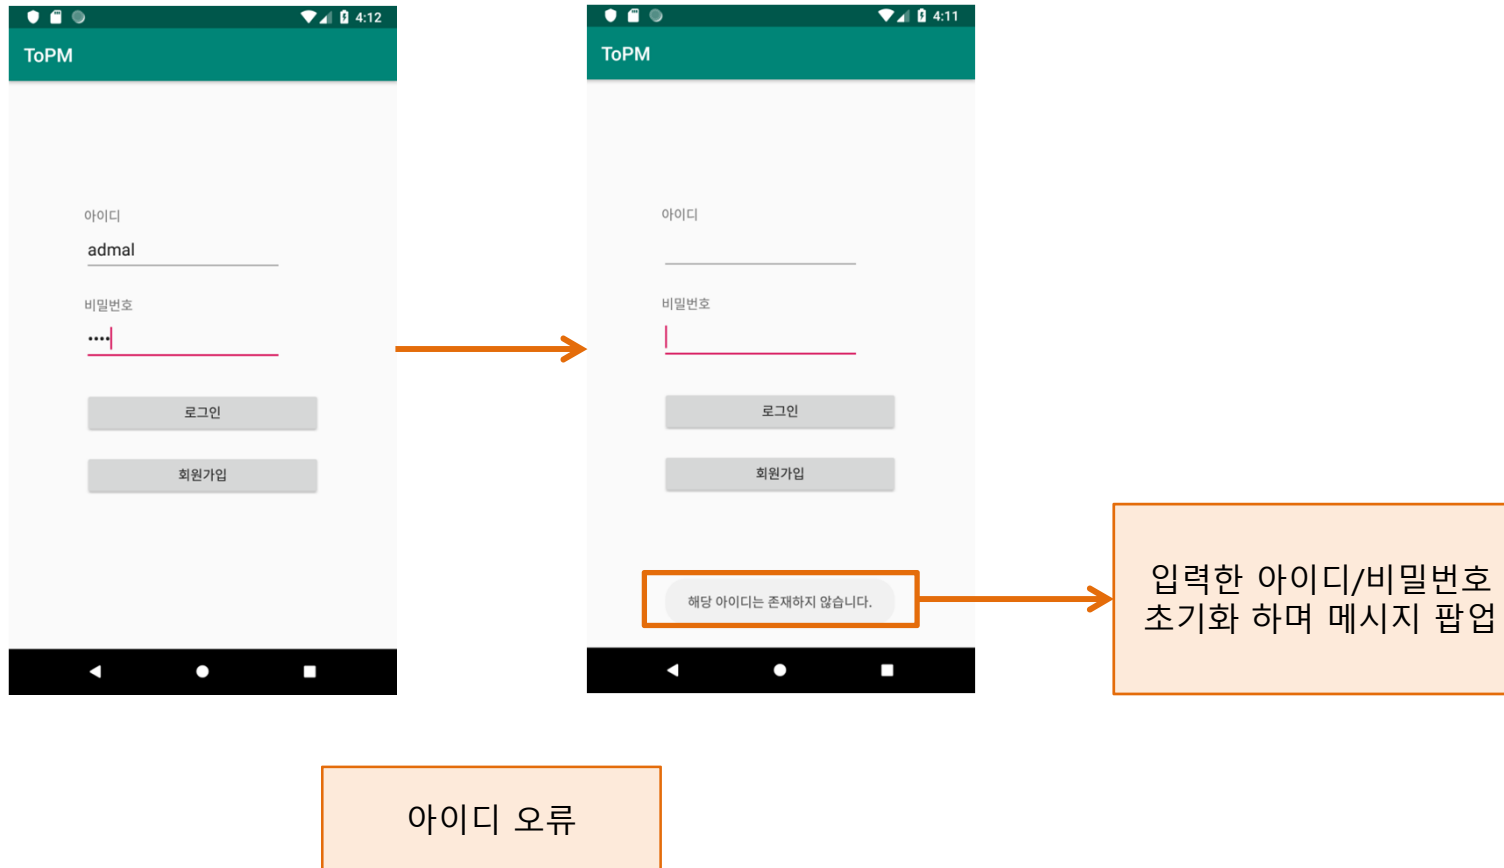 4:12
ToPM
아이디
admal
비밀번호
••••
로그인
회원가입
4:11
ToPM
아이디
비밀번호
로그인
회원가입
해당 아이디는 존재하지 않습니다.
입력한 아이디/비밀번호
초기화 하며 메시지 팝업
아이디 오류